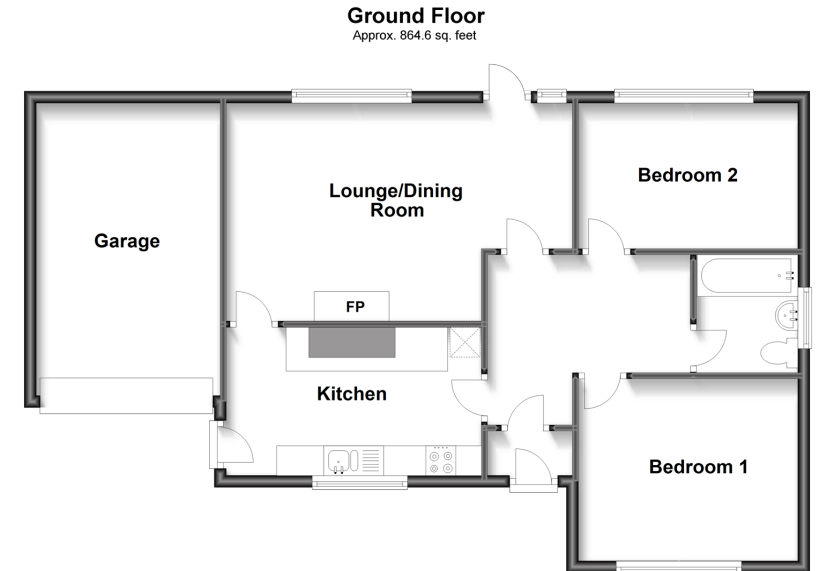 Ground Floor
Approx. 864.6 sq. feet
Bedroom 2
Lounge/Dining
Room
Garage
FP
Kitchen
Bedroom 1